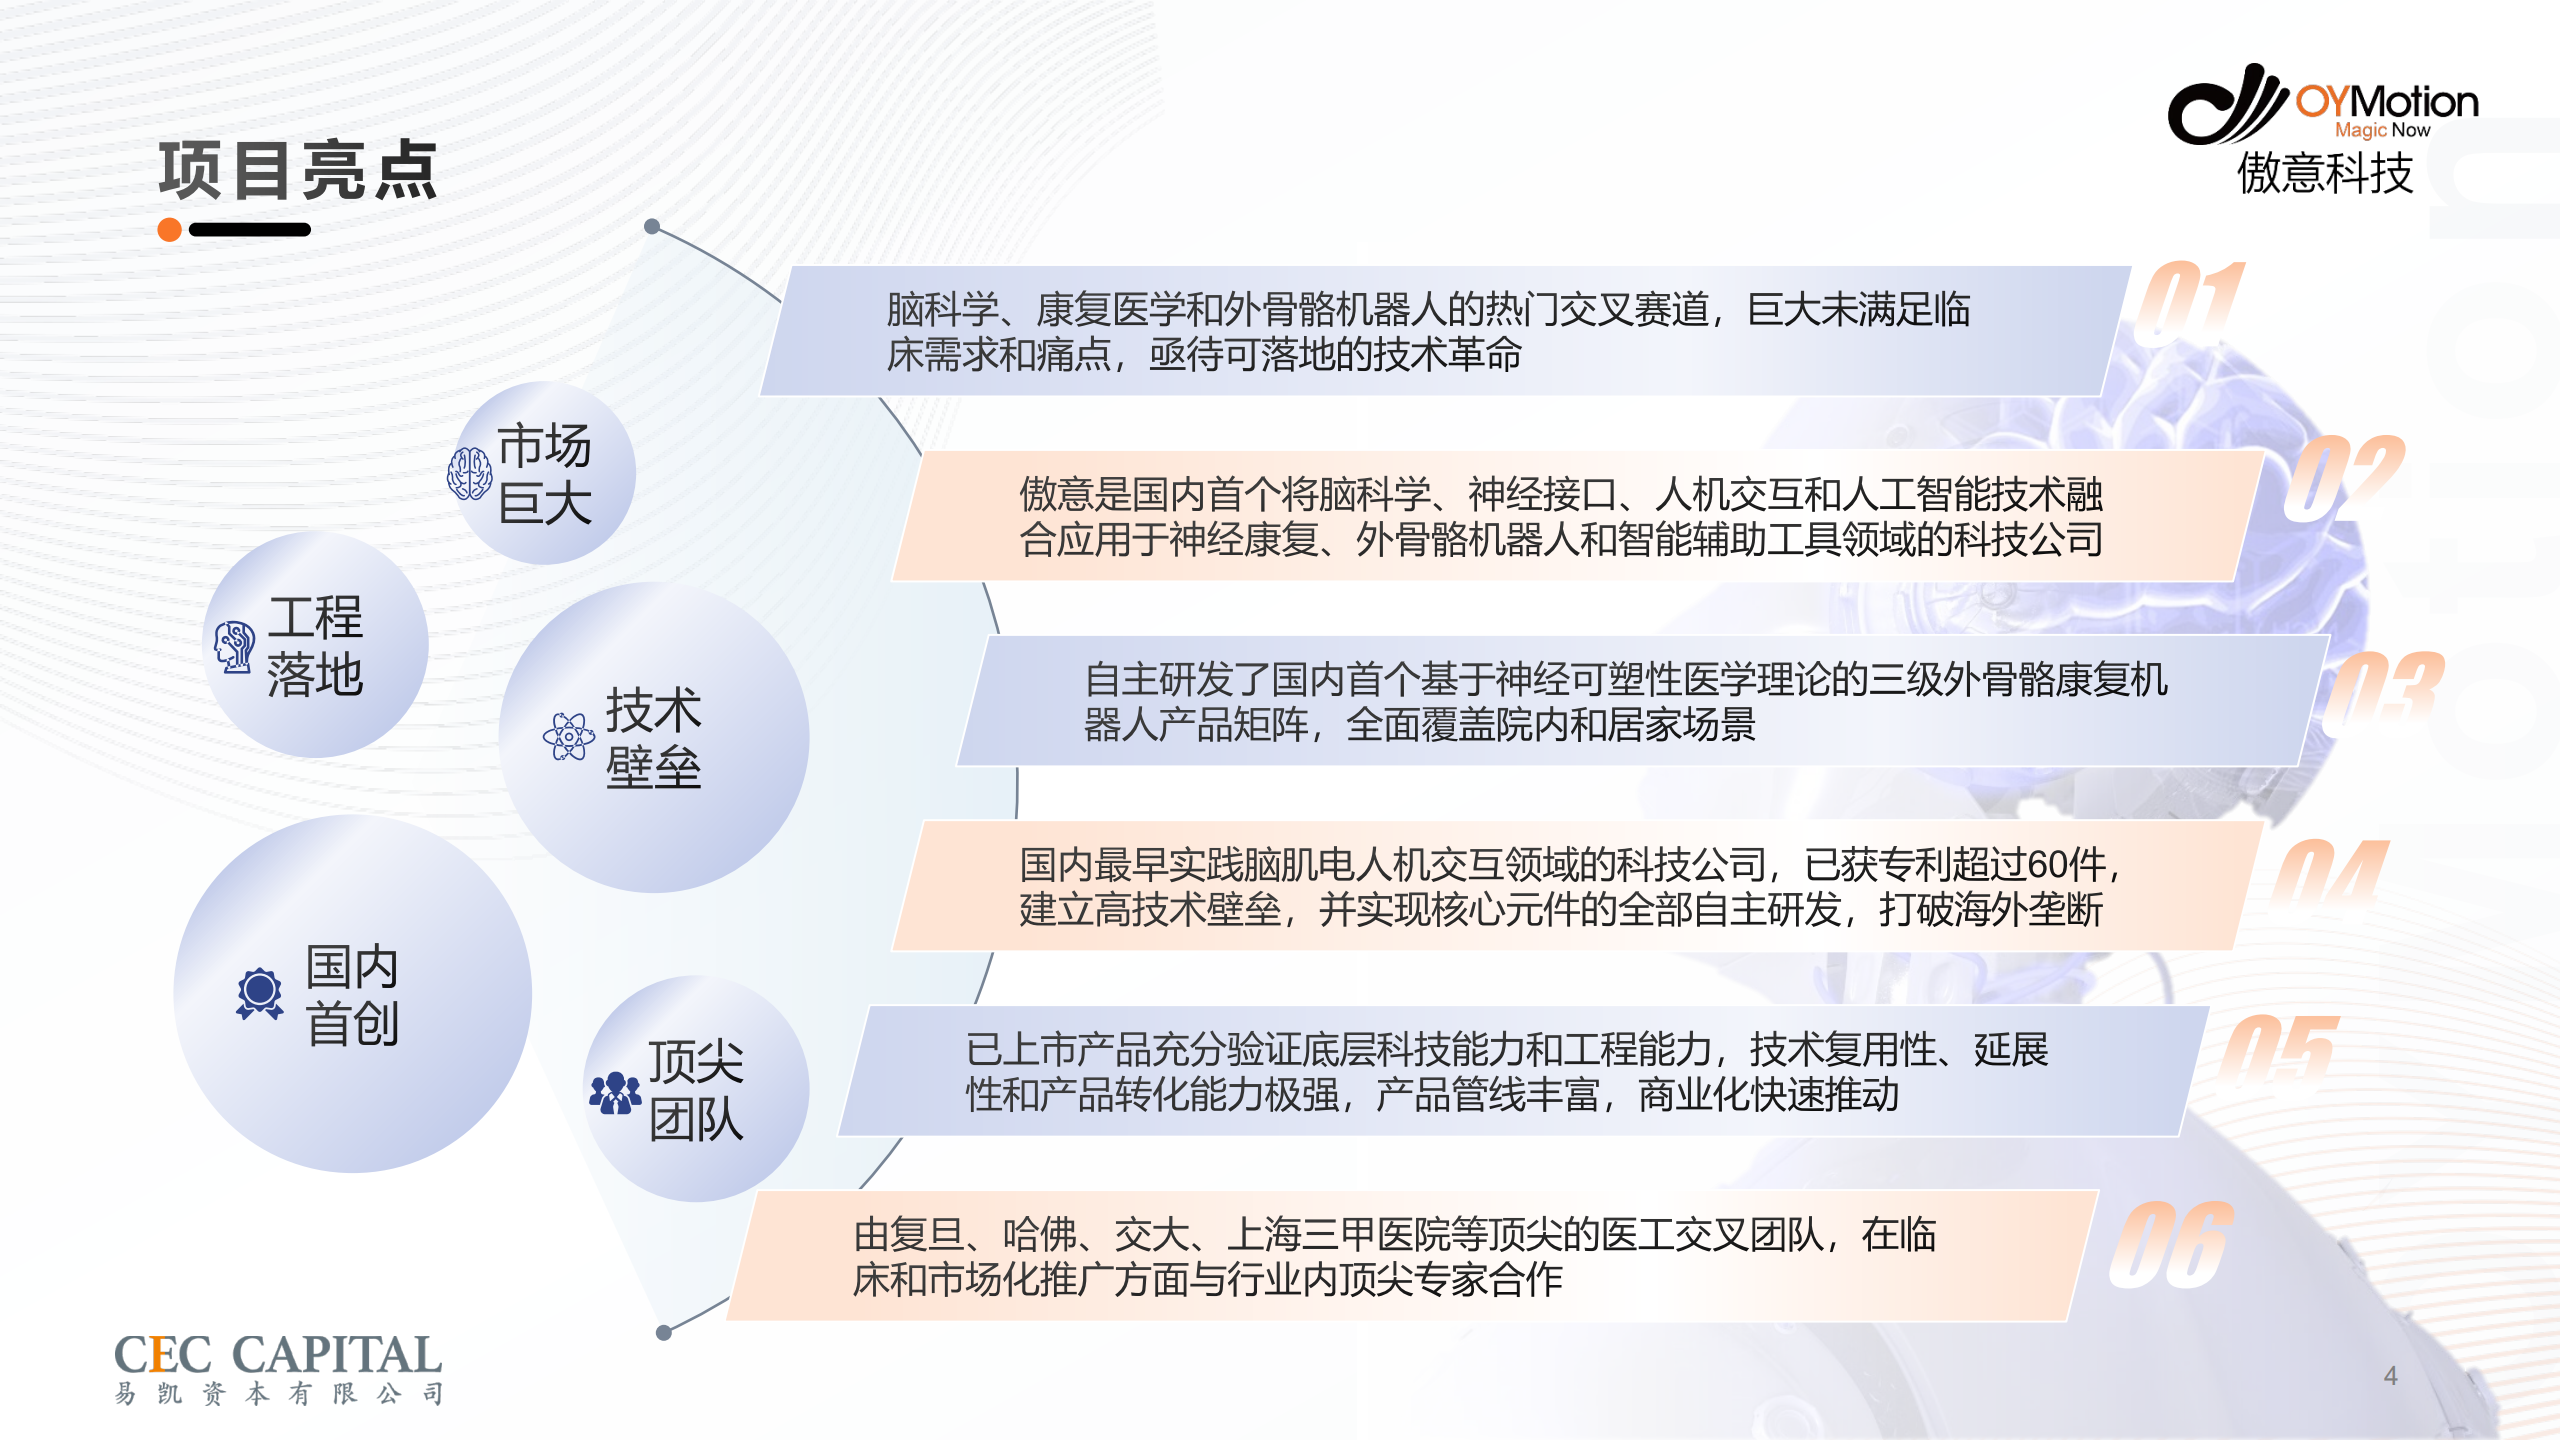 项目亮点
OYMotion
Magic Now
傲意科技
市场
巨大
工程
落地
技术
壁垒
国内
首创
顶尖
团队
脑科学、康复医学和外骨骼机器人的热门交叉赛道，巨大未满足临
床需求和痛点，亟待可落地的技术革命
01
傲意是国内首个将脑科学、神经接口、人机交互和人工智能技术融
合应用于神经康复、外骨骼机器人和智能辅助工具领域的科技公司
02
自主研发了国内首个基于神经可塑性医学理论的三级外骨骼康复机
器人产品矩阵，全面覆盖院内和居家场景
03
国内最早实践脑肌电人机交互领域的科技公司，已获专利超过60件，
建立高技术壁垒，并实现核心元件的全部自主研发，打破海外垄断
04
已上市产品充分验证底层科技能力和工程能力，技术复用性、延展
性和产品转化能力极强，产品管线丰富，商业化快速推动
05
由复旦、哈佛、交大、上海三甲医院等顶尖的医工交叉团队，在临
床和市场化推广方面与行业内顶尖专家合作
06
CEC CAPITAL
易凯资本有限公司
4